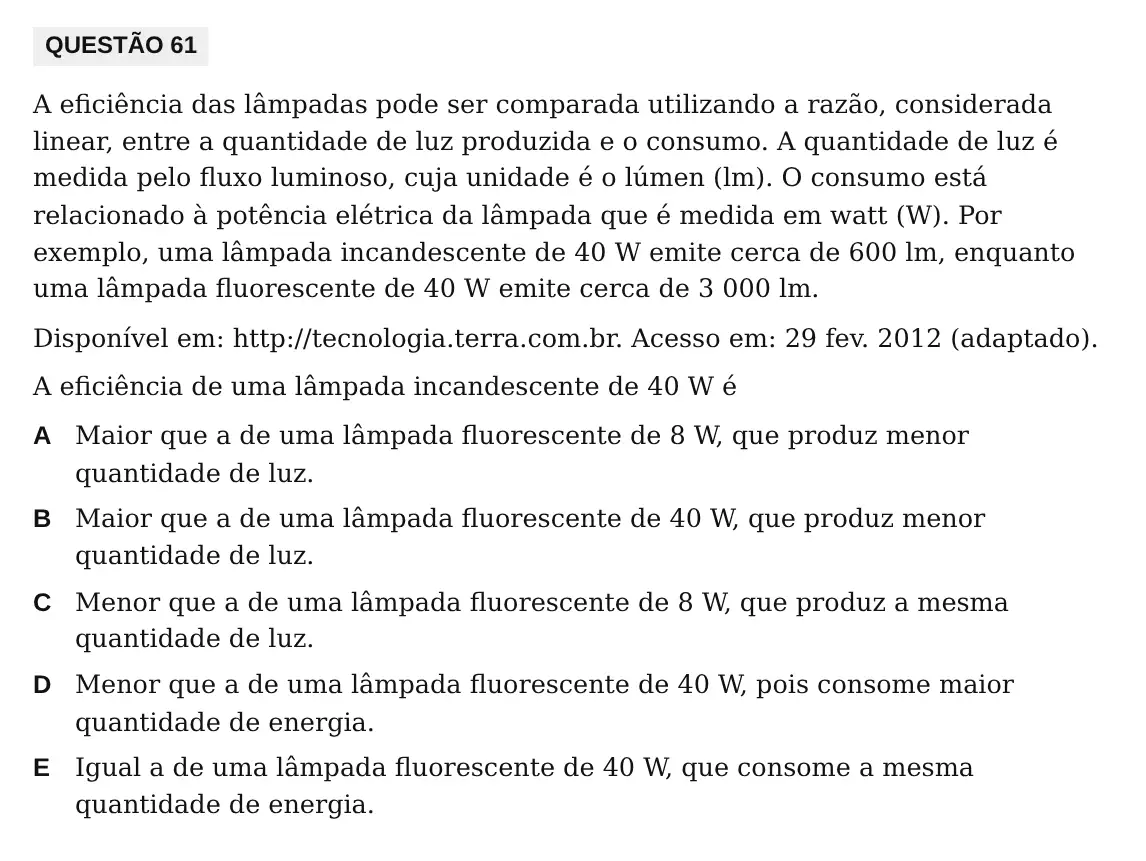 QUESTÃO 61
A eficiência das lâmpadas pode ser comparada utilizando a razão, considerada
linear, entre a quantidade de luz produzida e o consumo. A quantidade de luz é
medida pelo fluxo luminoso, cuja unidade é o lúmen (lm). O consumo está
relacionado à potência elétrica da lâmpada que é medida em watt (W). Por
exemplo, uma lâmpada incandescente de 40 W emite cerca de 600 lm, enquanto
uma lâmpada fluorescente de 40 W emite cerca de 3 000 lm.
Disponível em: http://tecnologia.terra.com.br. Acesso em: 29 fev. 2012 (adaptado).
A eficiência de uma lâmpada incandescente de 40 W é
A Maior que a de uma lâmpada fluorescente de 8 W, que produz menor
quantidade de luz.
B Maior que a de uma lâmpada fluorescente de 40 W, que produz menor
quantidade de luz.
C Menor que a de uma lâmpada fluorescente de 8 W, que produz a mesma
quantidade de luz.
D Menor que a de uma lâmpada fluorescente de 40 W, pois consome maior
quantidade de energia.
E Igual a de uma lâmpada fluorescente de 40 W, que consome a mesma
quantidade de energia.